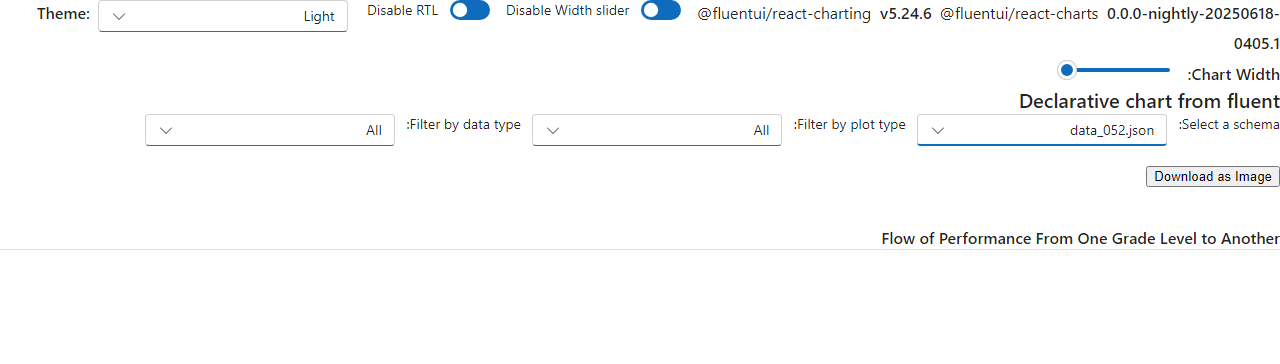 Theme: Light Disable RTL Disable Width slider @fluentui/react-charting v5.24.6 @fluentui/react-charts 0.0.0-nightly-20250618-
0405.1
:Chart Width
Declarative chart from fluent
:Select a schema data_052.json :Filter by plot type All :Filter by data type All
Download as Image
Flow of Performance From One Grade Level to Another